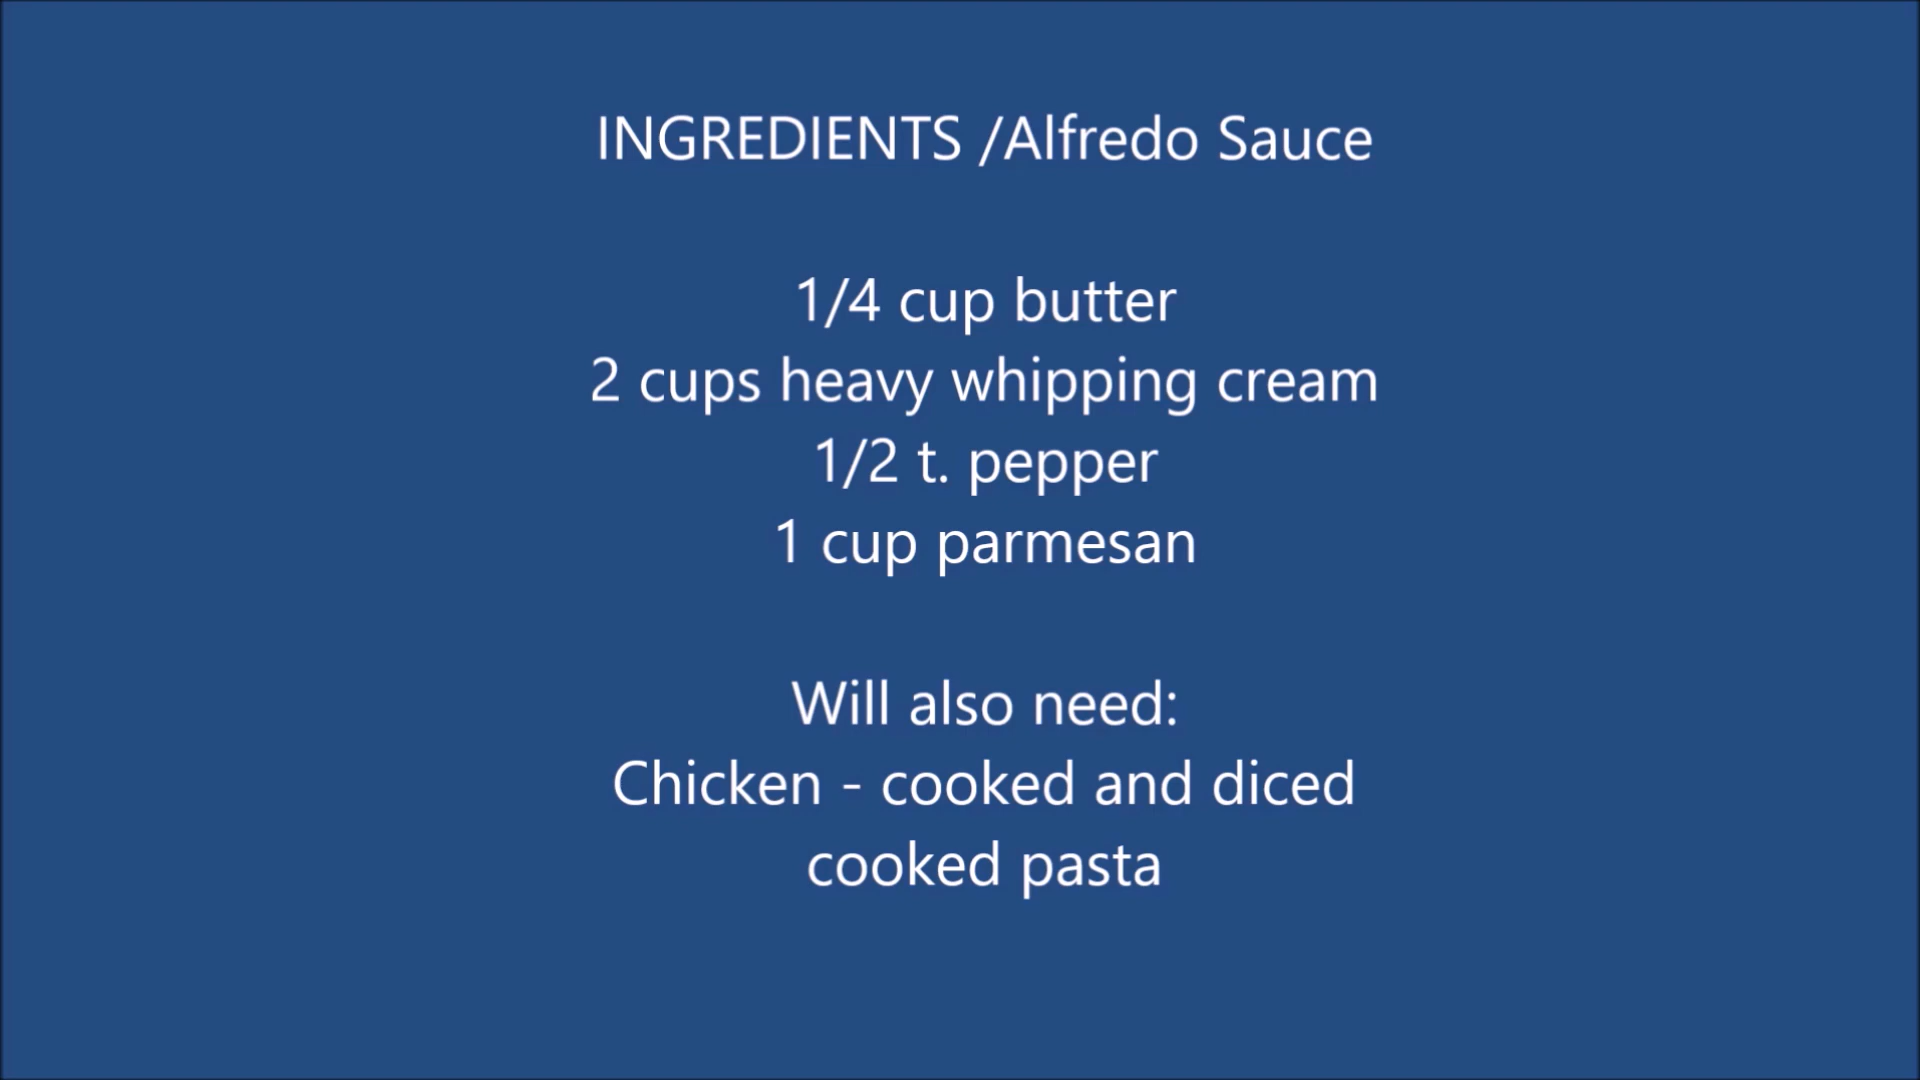 INGREDIENTS /Alfredo Sauce
1/4 cup butter
2 cups heavy whipping cream
1/2 t. pepper
1 cup parmesan
Will also need:
Chicken - cooked and diced
cooked pasta